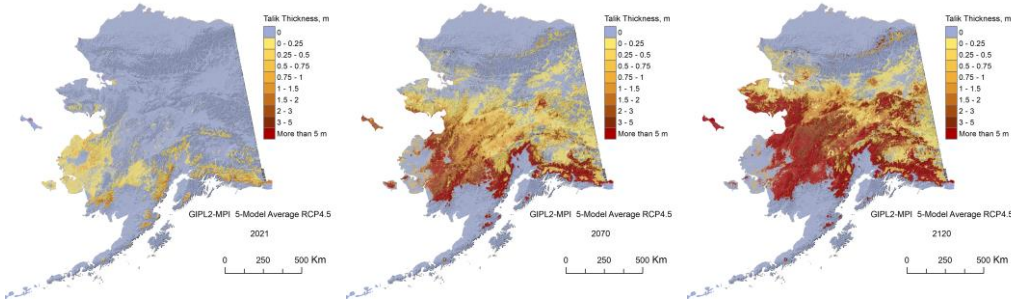 Talik Thickness, m
0
0 - 0.25
0.25 - 0.5
0.5 - 0.75
0.75 - 1
1 - 1.5
1.5 - 2
2 - 3
3 - 5
More than 5 m
GIPL2-MPI 5-Model Average RCP4.5
2021
0 250 500 Km
Talik Thickness, m
0
0 - 0.25
0.25 - 0.5
0.5 - 0.75
0.75 - 1
1 - 1.5
1.5 - 2
2 - 3
3 - 5
More than 5 m
GIPL2-MPI 5-Model Average RCP4.5
2070
0 250 500 Km
Talik Thickness, m
0
0 - 0.25
0.25 - 0.5
0.5 - 0.75
0.75 - 1
1 - 1.5
1.5 - 2
2 - 3
3 - 5
More than 5 m
GIPL2-MPI 5-Model Average RCP4.5
2120
0 250 500 Km